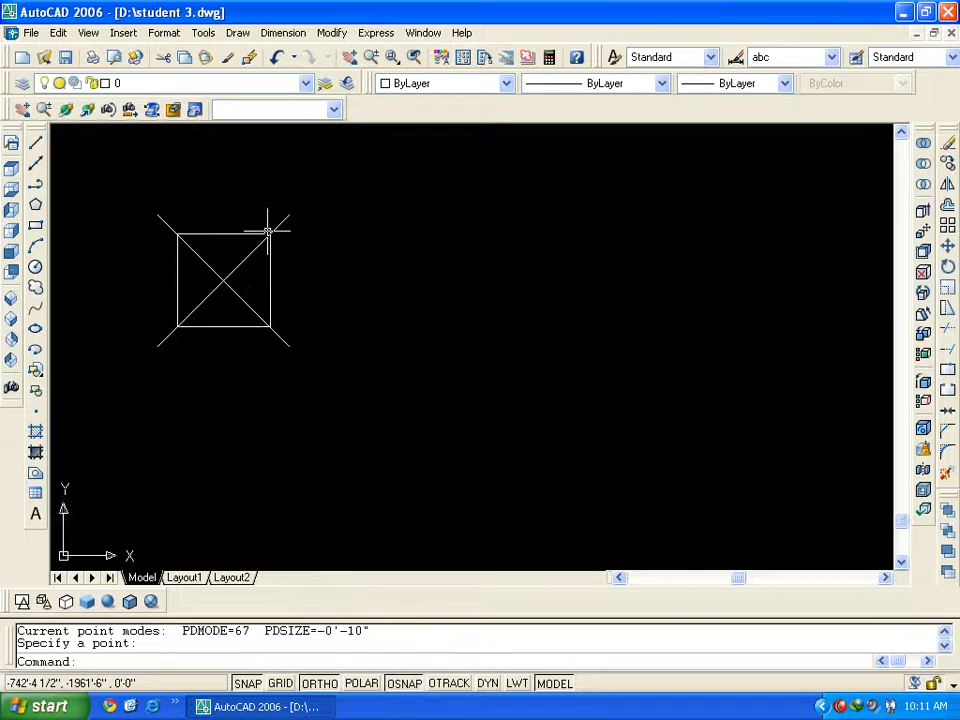 AutoCAD 2006 - [D:\student 3.dwg]
File Edit View Insert Format Tools Draw Dimension Modify Express Window Help
Standard abc Standard
0 ByLayer ByLayer ByLayer ByColor
Y
X
A
Model Layout1 Layout2
Current point modes: PDMODE=67 PDSIZE=-0'-10"
Specify a point:
Command:
-742'-4 1/2", -1961'-6" , 0'-0" SNAP GRID ORTHO POLAR OSNAP OTRACK DYN LWT MODEL
start AutoCAD 2006 - [D:\... 10:11 AM